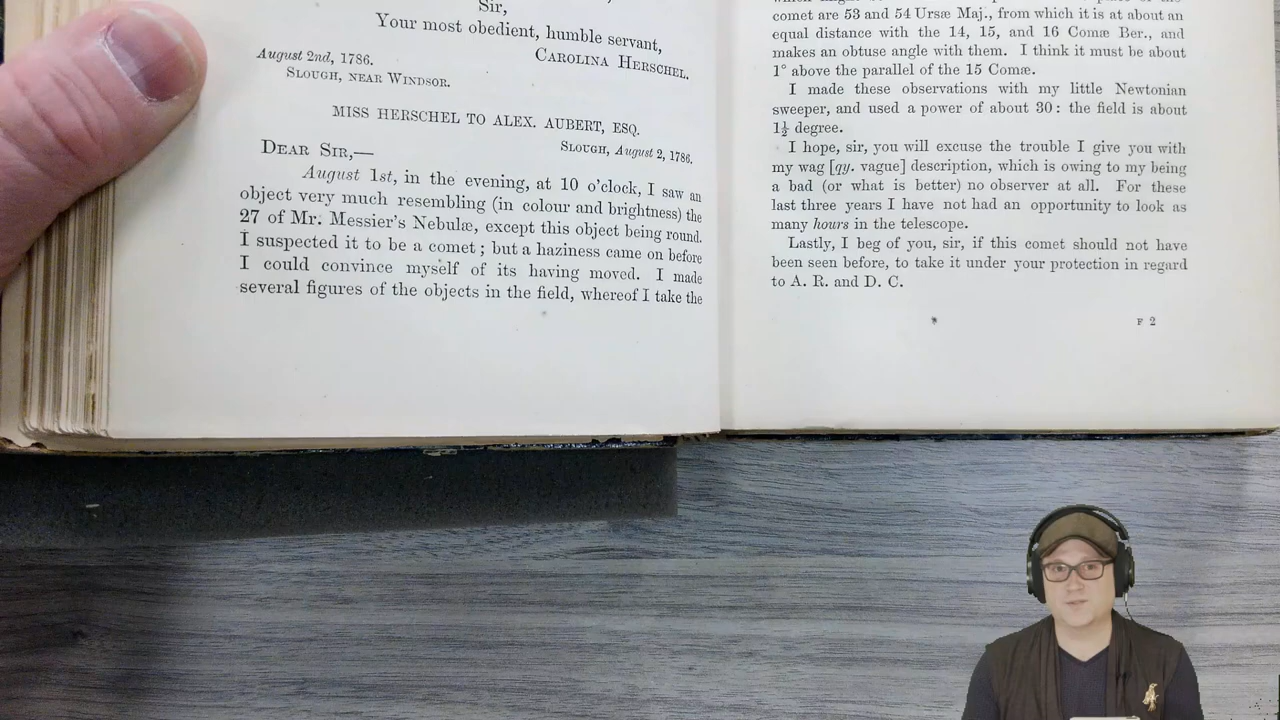 Sir,
Your most obedient, humble servant,
CAROLINA HERSCHEL.
August 2nd, 1786.
SLOUGH, NEAR WINDSOR.
MISS HERSCHEL TO ALEX. AUBERT, ESQ.
SLOUGH, August 2, 1786.
DEAR SIR,—
August 1st, in the evening, at 10 o'clock, I saw an
object very much resembling (in colour and brightness) the
27 of Mr. Messier's Nebulæ, except this object being round.
I suspected it to be a comet; but a haziness came on before
I could convince myself of its having moved. I made
several figures of the objects in the field, whereof I take the
comet are 53 and 54 Ursæ Maj., from which it is at about an
equal distance with the 14, 15, and 16 Comæ Ber., and
makes an obtuse angle with them. I think it must be about
1° above the parallel of the 15 Comæ.
I made these observations with my little Newtonian
sweeper, and used a power of about 30: the field is about
1½ degree.
I hope, sir, you will excuse the trouble I give you with
my wag [qy. vague] description, which is owing to my being
a bad (or what is better) no observer at all. For these
last three years I have not had an opportunity to look as
many hours in the telescope.
Lastly, I beg of you, sir, if this comet should not have
been seen before, to take it under your protection in regard
to A. R. and D. C.
F 2